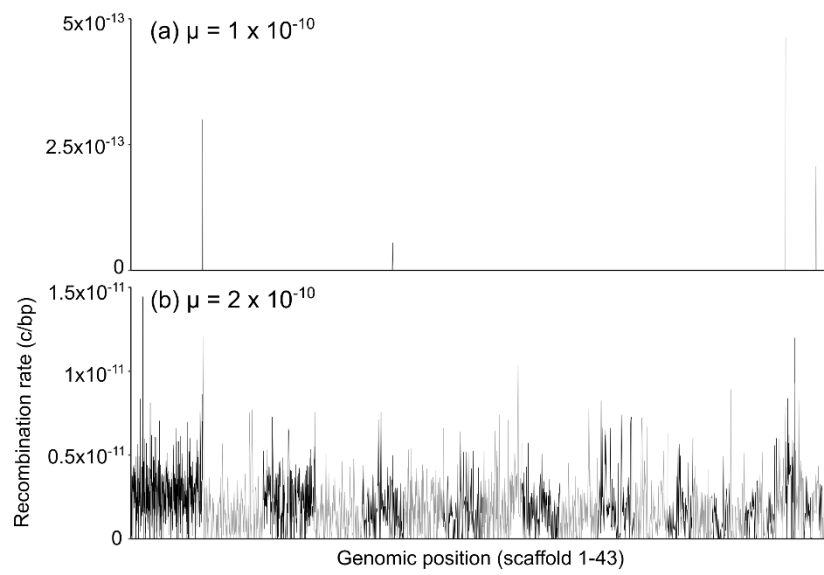 (a) μ = 1 x 10⁻¹⁰
5x10⁻¹³
2.5x10⁻¹³
0
(b) μ = 2 x 10⁻¹⁰
1.5x10⁻¹¹
1x10⁻¹¹
0.5x10⁻¹¹
0
Recombination rate (c/bp)
Genomic position (scaffold 1-43)